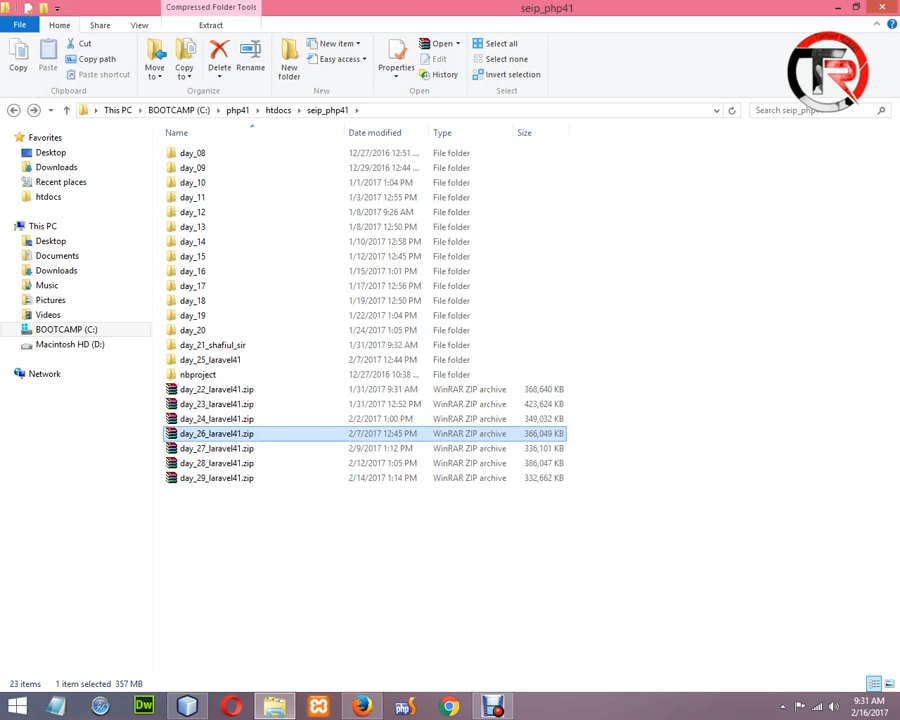 Compressed Folder Tools
seip_php41
File Home Share View Extract
Copy
Paste
Cut
Copy path
Paste shortcut
Clipboard
Move to
Copy to
Delete
Rename
Organize
New folder
New item
Easy access
New
Properties
Open
Edit
History
Open
Select all
Select none
Invert selection
Select
This PC BOOTCAMP (C:) php41 htdocs seip_php41
Search seip_php41
Favorites
Desktop
Downloads
Recent places
htdocs
This PC
Desktop
Documents
Downloads
Music
Pictures
Videos
BOOTCAMP (C:)
Macintosh HD (D:)
Network
Name Date modified Type Size
day_08 12/27/2016 12:51 ... File folder
day_09 12/29/2016 12:44 ... File folder
day_10 1/1/2017 1:04 PM File folder
day_11 1/3/2017 12:55 PM File folder
day_12 1/8/2017 9:26 AM File folder
day_13 1/8/2017 12:50 PM File folder
day_14 1/10/2017 12:58 PM File folder
day_15 1/12/2017 12:45 PM File folder
day_16 1/15/2017 1:01 PM File folder
day_17 1/17/2017 12:56 PM File folder
day_18 1/19/2017 12:50 PM File folder
day_19 1/22/2017 1:04 PM File folder
day_20 1/24/2017 1:05 PM File folder
day_21_shafiul_sir 1/31/2017 9:32 AM File folder
day_25_laravel41 2/7/2017 12:44 PM File folder
nbproject 12/27/2016 10:38 ... File folder
day_22_laravel41.zip 1/31/2017 9:31 AM WinRAR ZIP archive 368,640 KB
day_23_laravel41.zip 1/31/2017 12:52 PM WinRAR ZIP archive 423,624 KB
day_24_laravel41.zip 2/2/2017 1:00 PM WinRAR ZIP archive 349,032 KB
day_26_laravel41.zip 2/7/2017 12:45 PM WinRAR ZIP archive 366,049 KB
day_27_laravel41.zip 2/9/2017 1:12 PM WinRAR ZIP archive 336,101 KB
day_28_laravel41.zip 2/12/2017 1:05 PM WinRAR ZIP archive 386,047 KB
day_29_laravel41.zip 2/14/2017 1:14 PM WinRAR ZIP archive 332,662 KB
23 items 1 item selected 357 MB
Dw
php
9:31 AM
2/16/2017